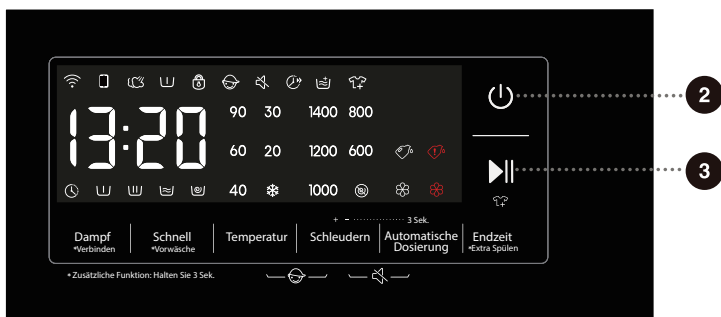 90 30 1400 800
13:20
60 20 1200 600
40 1000
+ - 3 Sek.
Dampf Schnell Temperatur Schleudern Automatische Dosierung Endzeit
*Verbinden *Vorwäsche *Extra Spülen
*Zusätzliche Funktion: Halten Sie 3 Sek.
2
3